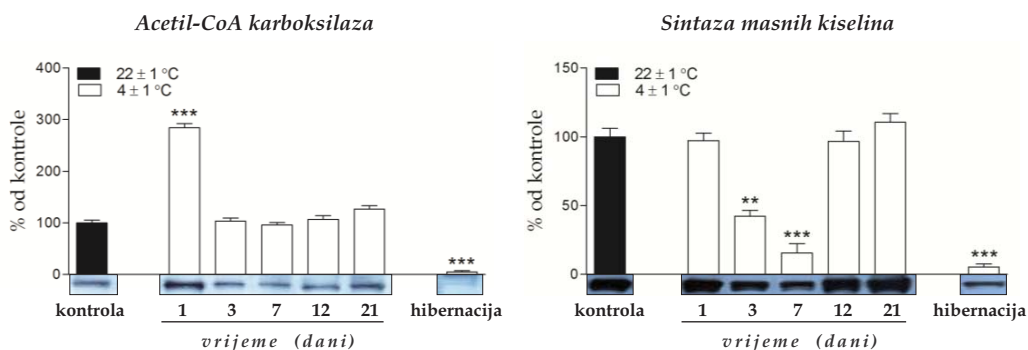 Acetil-CoA karboksilaza
% od kontrole
400
300
200
100
0
22 ± 1 °C
4 ± 1 °C
***
***
kontrola
1 3 7 12 21
hibernacija
vrijeme (dani)
Sintaza masnih kiselina
% od kontrole
150
100
50
0
22 ± 1 °C
4 ± 1 °C
**
***
***
kontrola
1 3 7 12 21
hibernacija
vrijeme (dani)